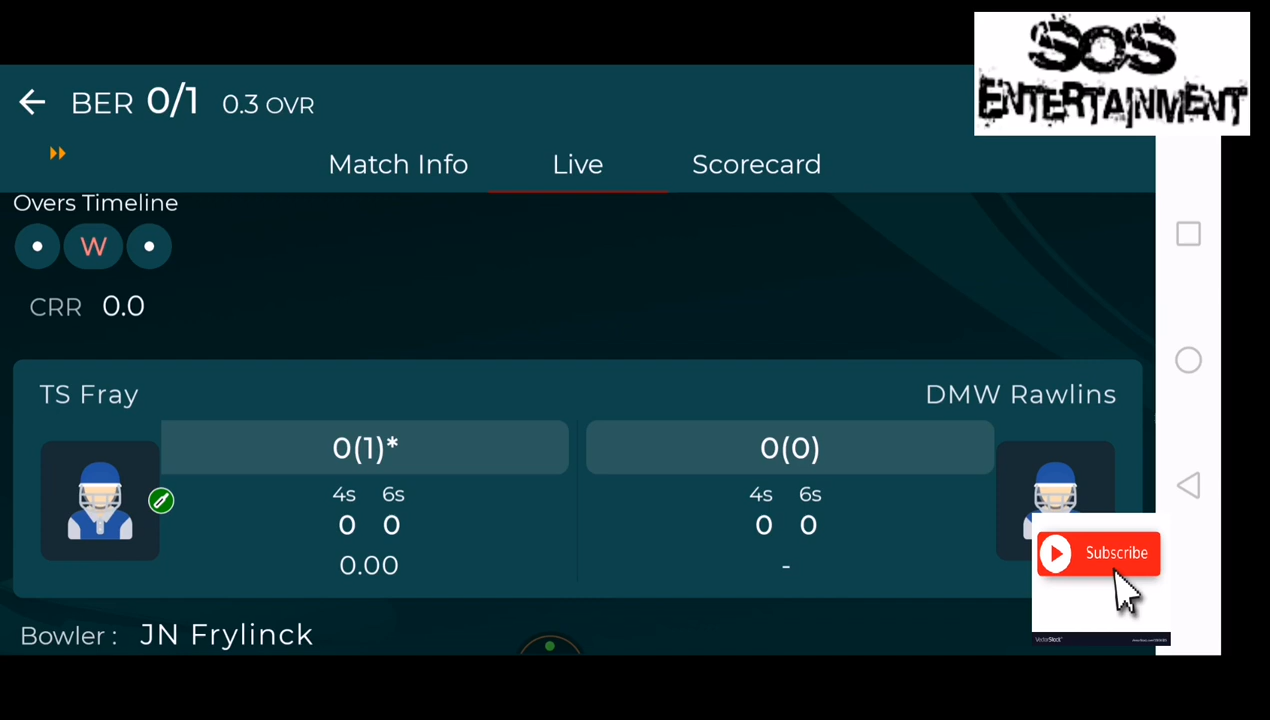 SOS
ENTERTAINMENT
BER 0/1 0.3 OVR
Match Info Live Scorecard
Overs Timeline
W
CRR 0.0
TS Fray DMW Rawlins
0(1)* 0(0)
4s 6s 4s 6s
0 0 0 0
0.00 -
Subscribe
Bowler : JN Frylinck
VectorStock